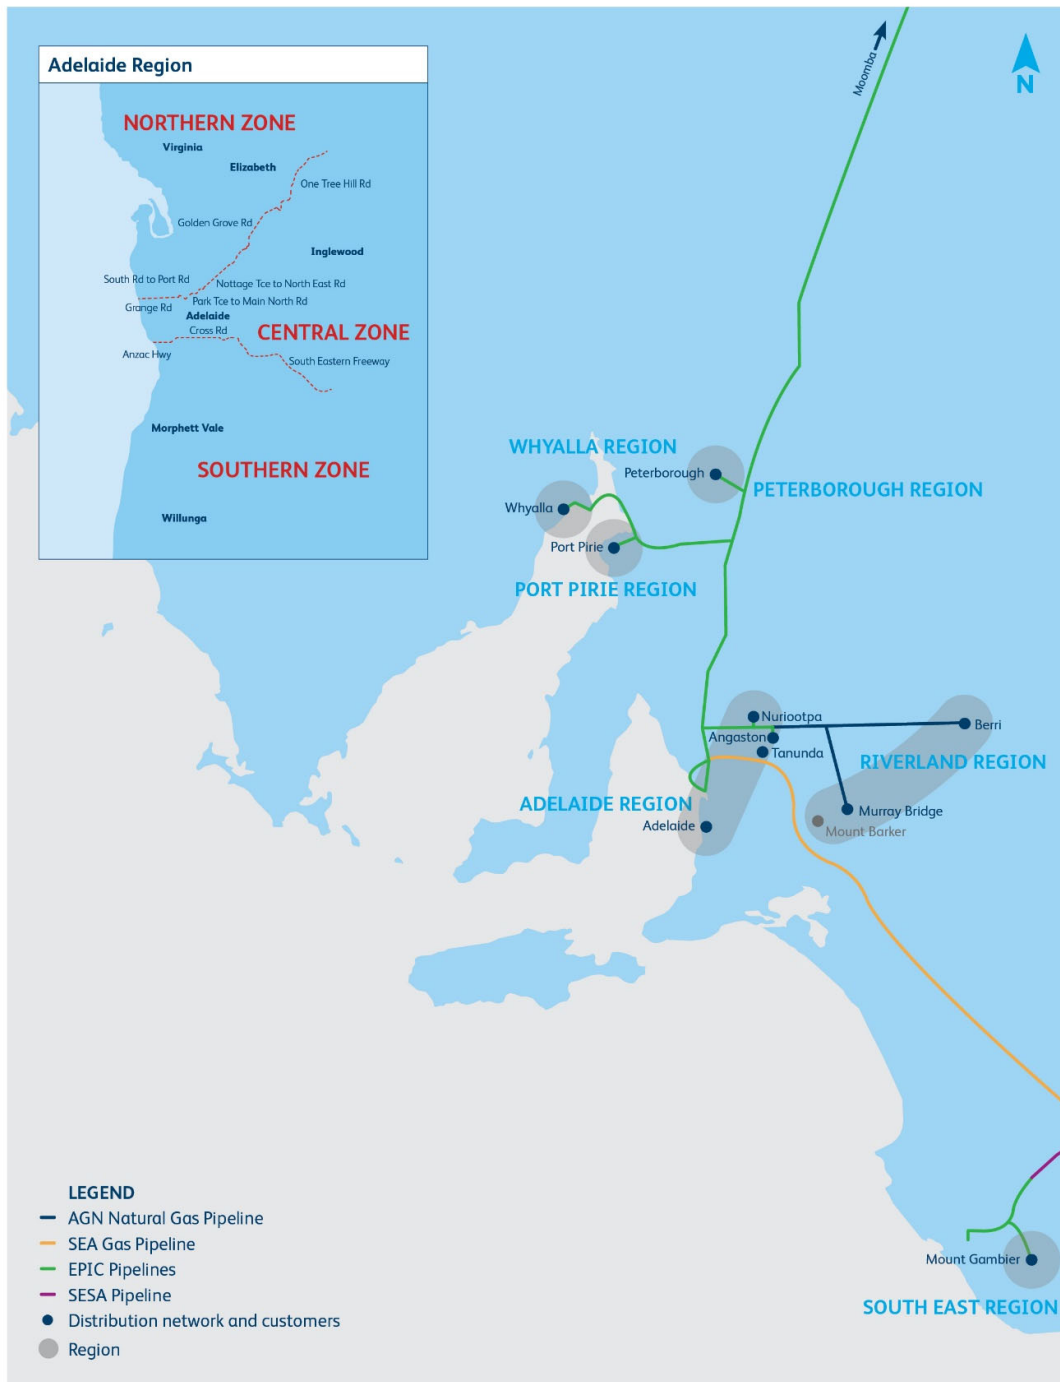 Adelaide Region
NORTHERN ZONE
Virginia
Elizabeth
One Tree Hill Rd
Golden Grove Rd
Inglewood
South Rd to Port Rd
Nottage Tce to North East Rd
Park Tce to Main North Rd
Grange Rd
Adelaide
Cross Rd
CENTRAL ZONE
Anzac Hwy
South Eastern Freeway
Morphett Vale
SOUTHERN ZONE
Willunga
Moomba
N
WHYALLA REGION
Peterborough
PETERBOROUGH REGION
Whyalla
Port Pirie
PORT PIRIE REGION
Nuriootpa
Berri
Angaston
Tanunda
RIVERLAND REGION
ADELAIDE REGION
Murray Bridge
Adelaide
Mount Barker
Mount Gambier
SOUTH EAST REGION
LEGEND
AGN Natural Gas Pipeline
SEA Gas Pipeline
EPIC Pipelines
SESA Pipeline
Distribution network and customers
Region